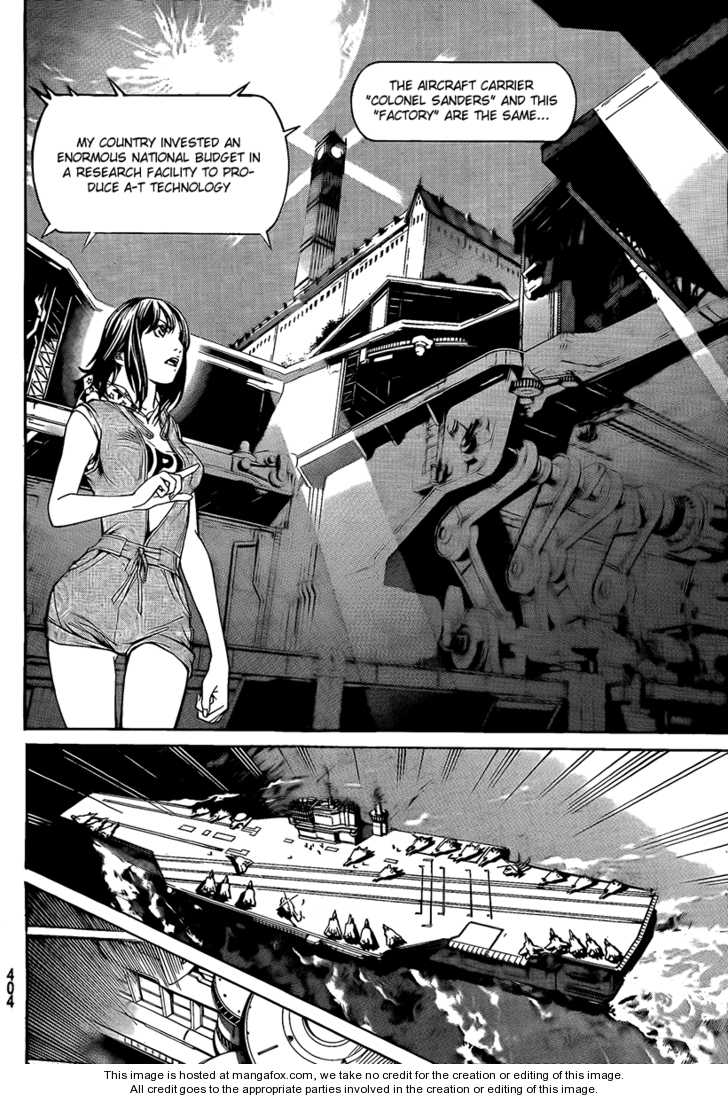 THE AIRCRAFT CARRIER
"COLONEL SANDERS" AND THIS
"FACTORY" ARE THE SAME...
MY COUNTRY INVESTED AN
ENORMOUS NATIONAL BUDGET IN
A RESEARCH FACILITY TO PRO-
DUCE A-T TECHNOLOGY
404
This image is hosted at mangafox.com, we take no credit for the creation or editing of this image.
All credit goes to the appropriate parties involved in the creation or editing of this image.